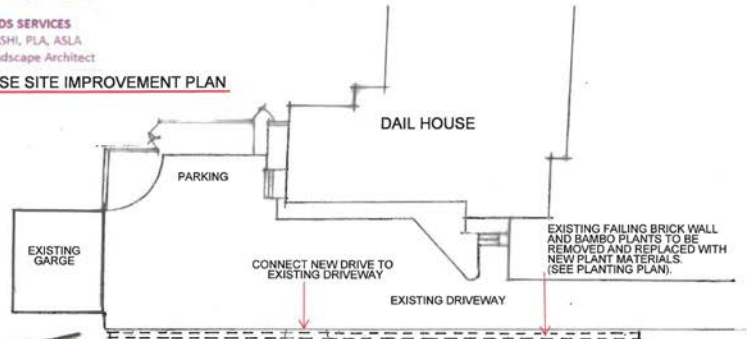 DS SERVICES
SHI, PLA, ASLA
dscape Architect
SE SITE IMPROVEMENT PLAN
DAIL HOUSE
PARKING
EXISTING
GARGE
CONNECT NEW DRIVE TO
EXISTING DRIVEWAY
EXISTING FAILING BRICK WALL
AND BAMBO PLANTS TO BE
REMOVED AND REPLACED WITH
NEW PLANT MATERIALS.
(SEE PLANTING PLAN).
EXISTING DRIVEWAY